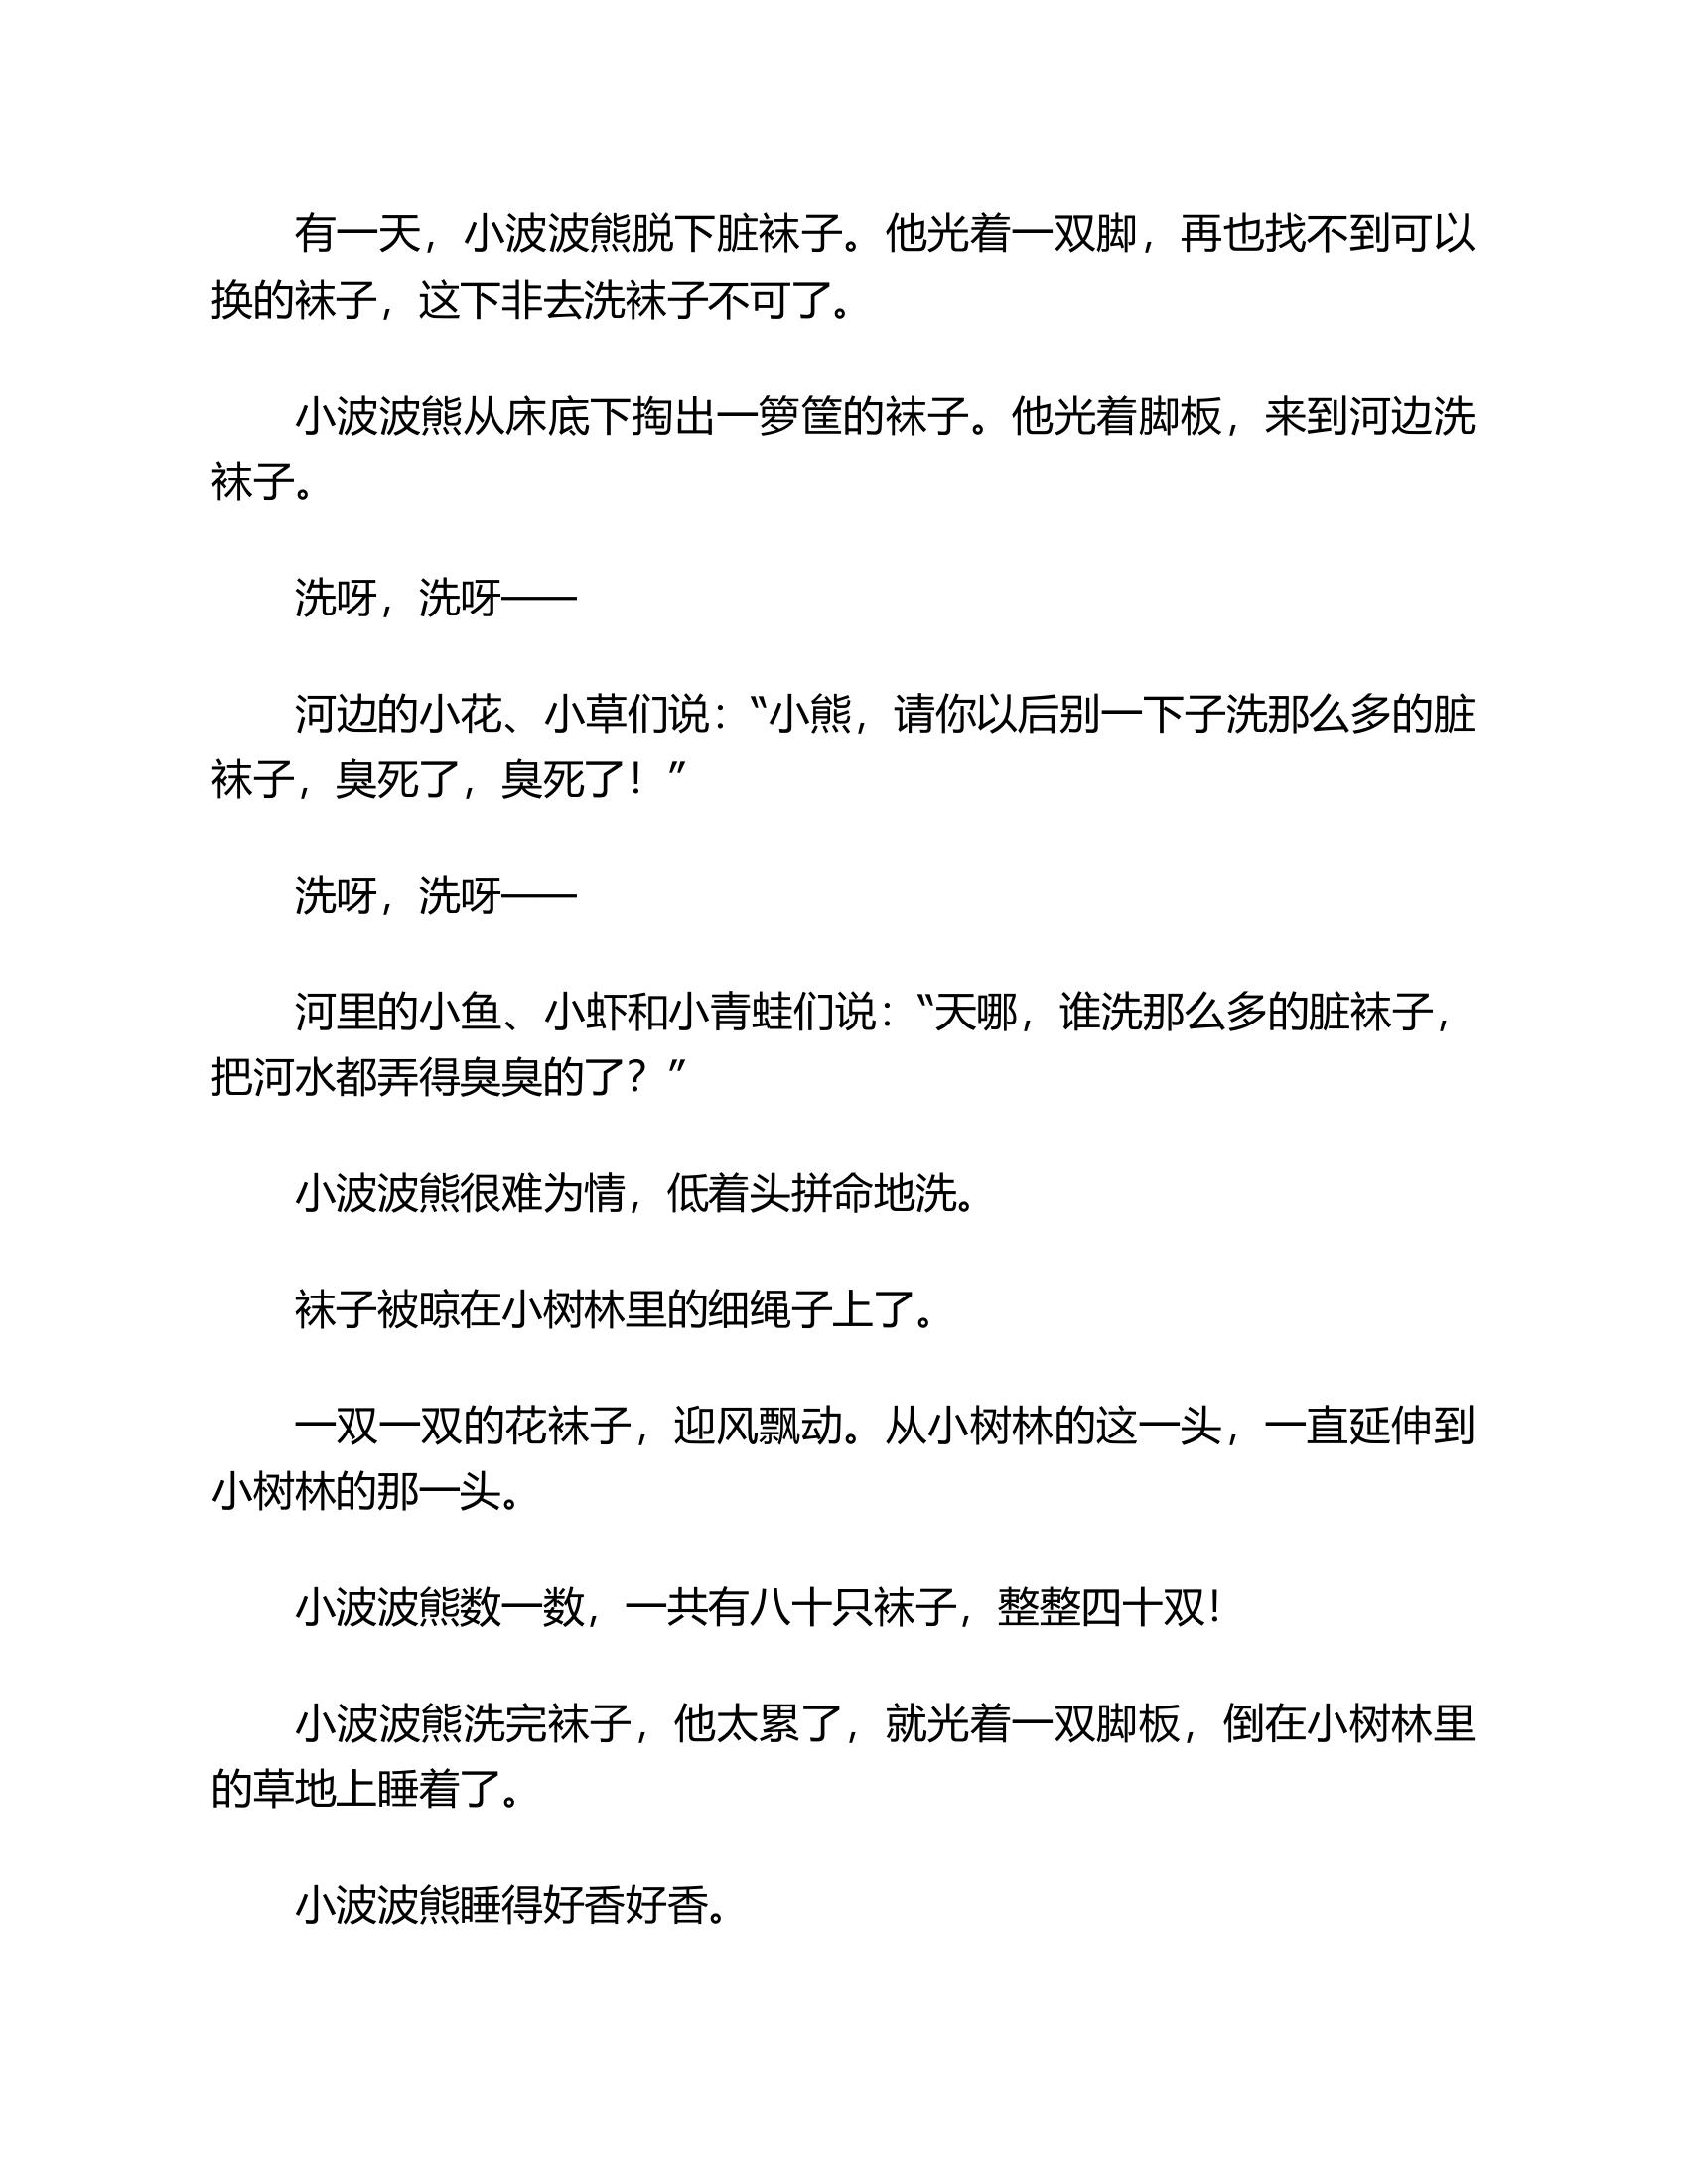 有一天，小波波熊脱下脏袜子。他光着一双脚，再也找不到可以
换的袜子，这下非去洗袜子不可了。
小波波熊从床底下掏出一箩筐的袜子。他光着脚板，来到河边洗
袜子。
洗呀，洗呀——
河边的小花、小草们说：“小熊，请你以后别一下子洗那么多的脏
袜子，臭死了，臭死了！”
洗呀，洗呀——
河里的小鱼、小虾和小青蛙们说：“天哪，谁洗那么多的脏袜子，
把河水都弄得臭臭的了？”
小波波熊很难为情，低着头拼命地洗。
袜子被晾在小树林里的细绳子上了。
一双一双的花袜子，迎风飘动。从小树林的这一头，一直延伸到
小树林的那一头。
小波波熊数一数，一共有八十只袜子，整整四十双！
小波波熊洗完袜子，他太累了，就光着一双脚板，倒在小树林里
的草地上睡着了。
小波波熊睡得好香好香。